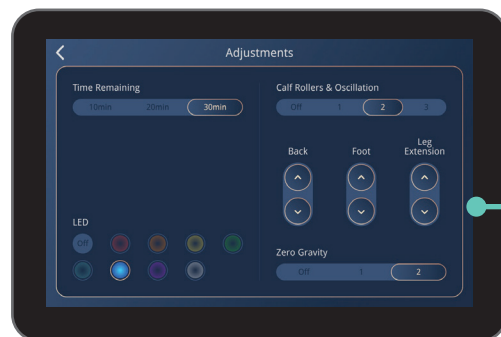 Adjustments
Time Remaining
10min 20min 30min
Calf Rollers & Oscillation
Off 1 2 3
Back Foot Leg Extension
LED
Off
Zero Gravity
Off 1 2